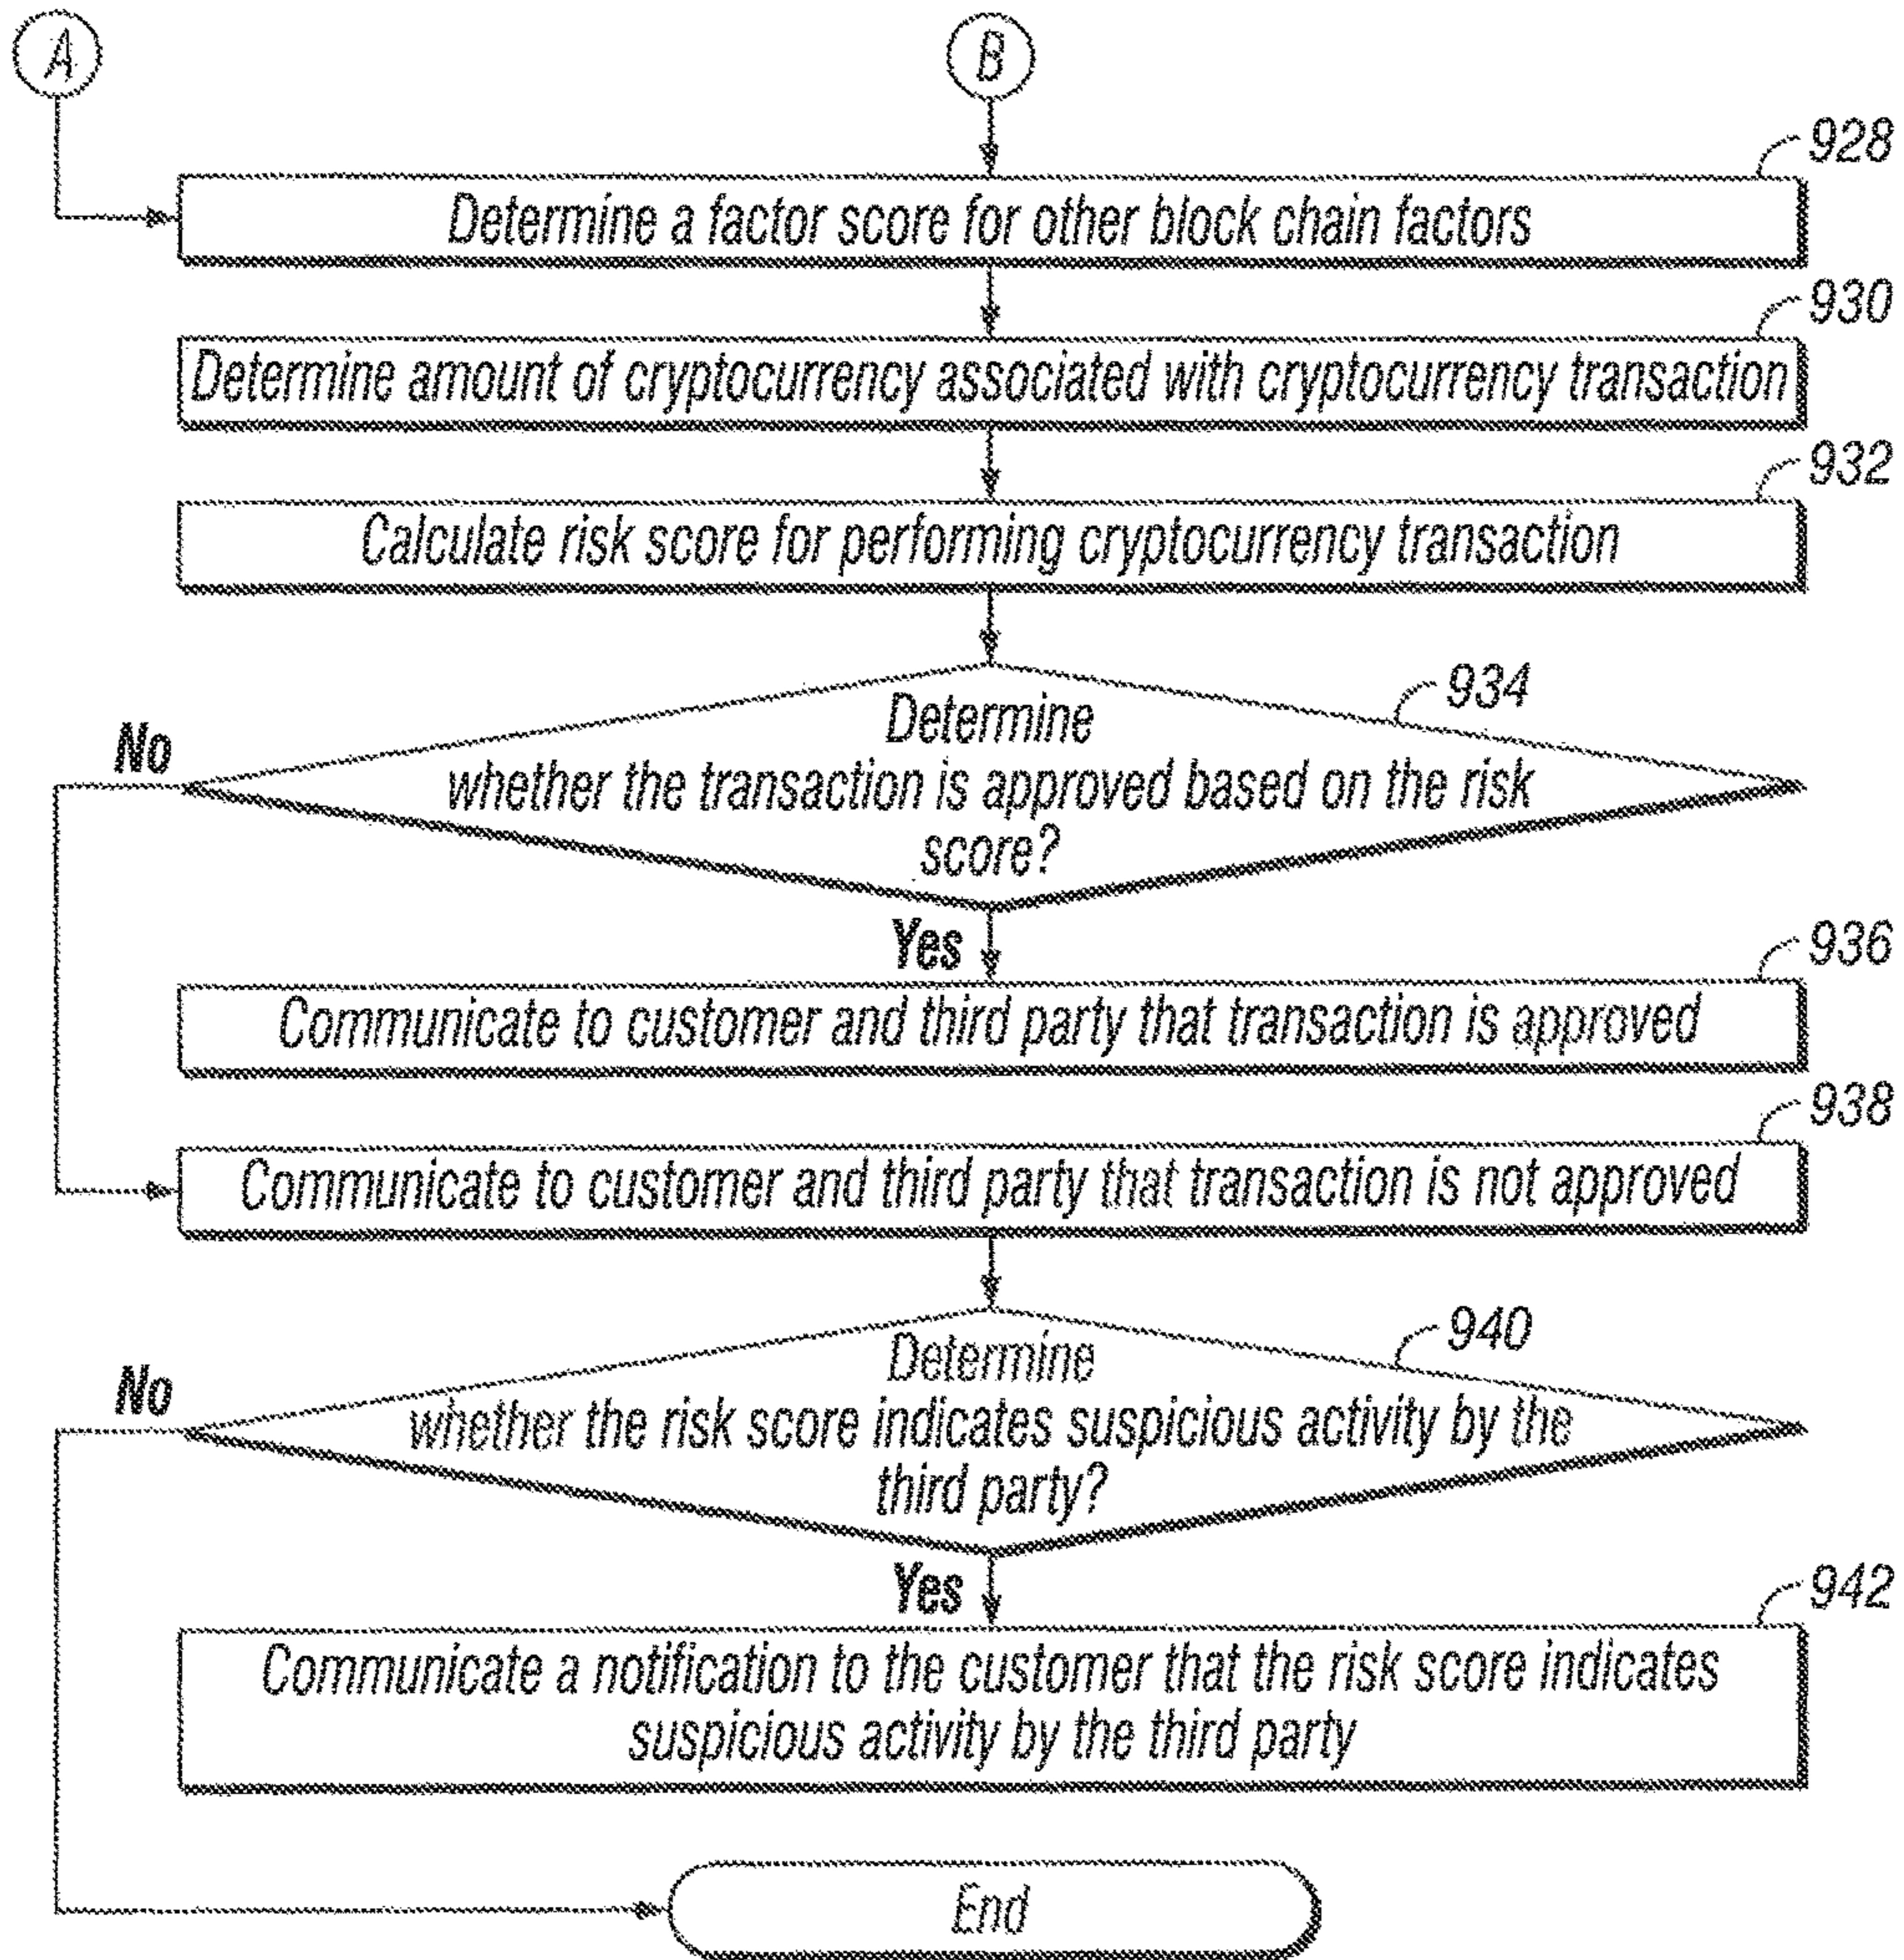 A
B
928
Determine a factor score for other block chain factors
930
Determine amount of cryptocurrency associated with cryptocurrency transaction
932
Calculate risk score for performing cryptocurrency transaction
934
Determine
No
whether the transaction is approved based on the risk
score?
Yes
936
Communicate to customer and third party that transaction is approved
938
Communicate to customer and third party that transaction is not approved
940
Determine
No
whether the risk score indicates suspicious activity by the
third party?
Yes
942
Communicate a notification to the customer that the risk score indicates
suspicious activity by the third party
End